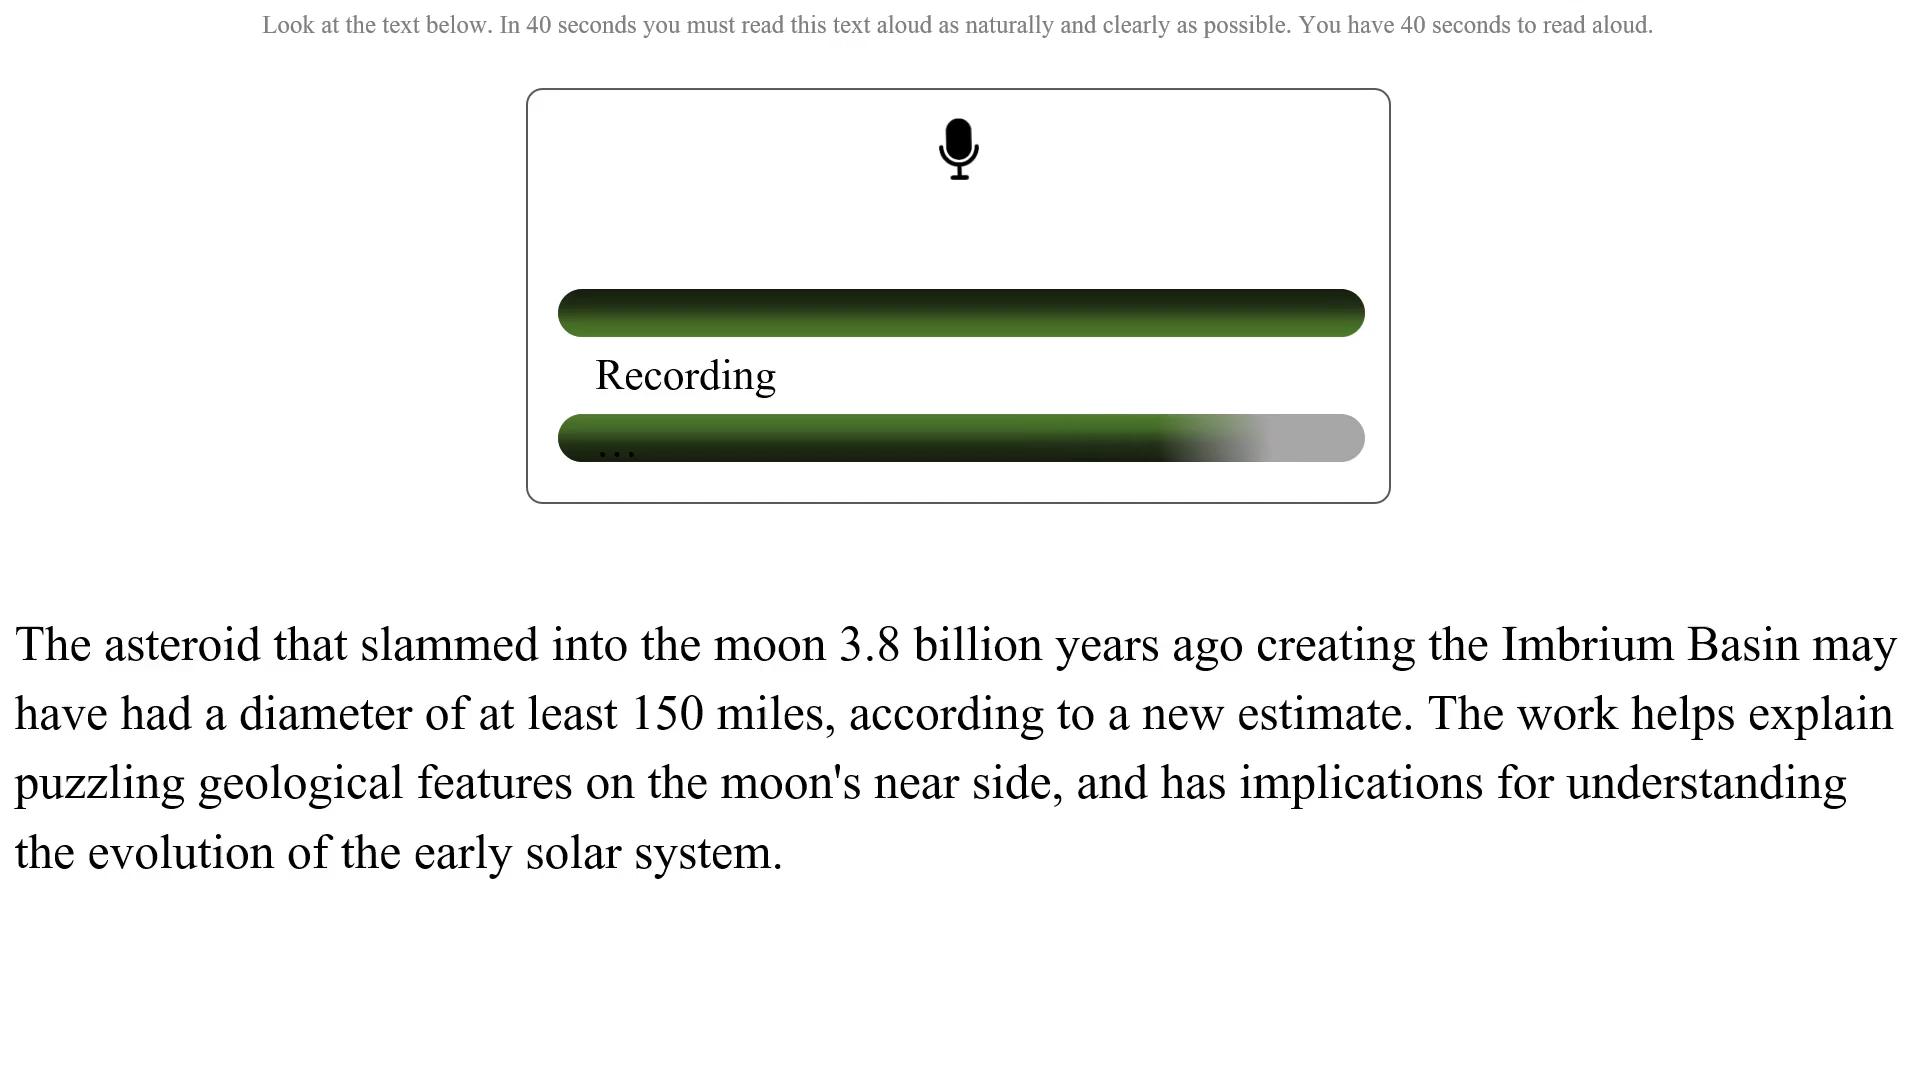 Look at the text below. In 40 seconds you must read this text aloud as naturally and clearly as possible. You have 40 seconds to read aloud.
Recording
...
The asteroid that slammed into the moon 3.8 billion years ago creating the Imbrium Basin may
have had a diameter of at least 150 miles, according to a new estimate. The work helps explain
puzzling geological features on the moon's near side, and has implications for understanding
the evolution of the early solar system.